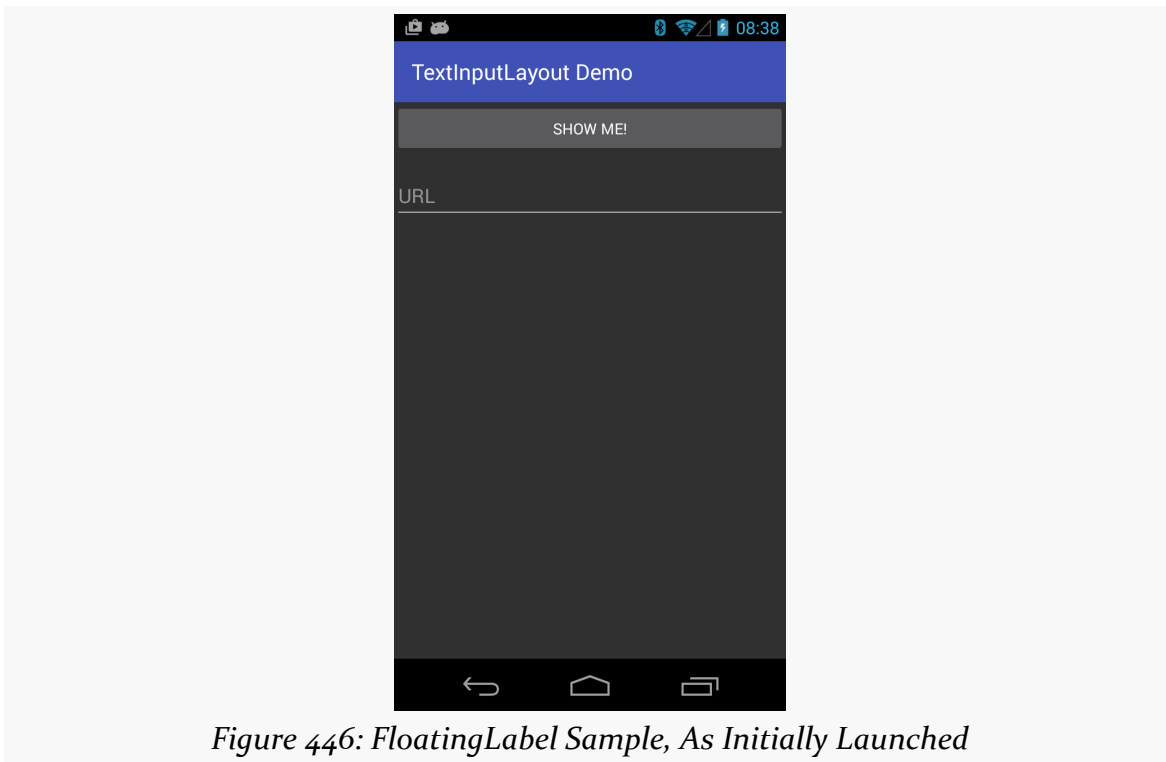 08:38
TextInputLayout Demo
SHOW ME!
URL
Figure 446: FloatingLabel Sample, As Initially Launched